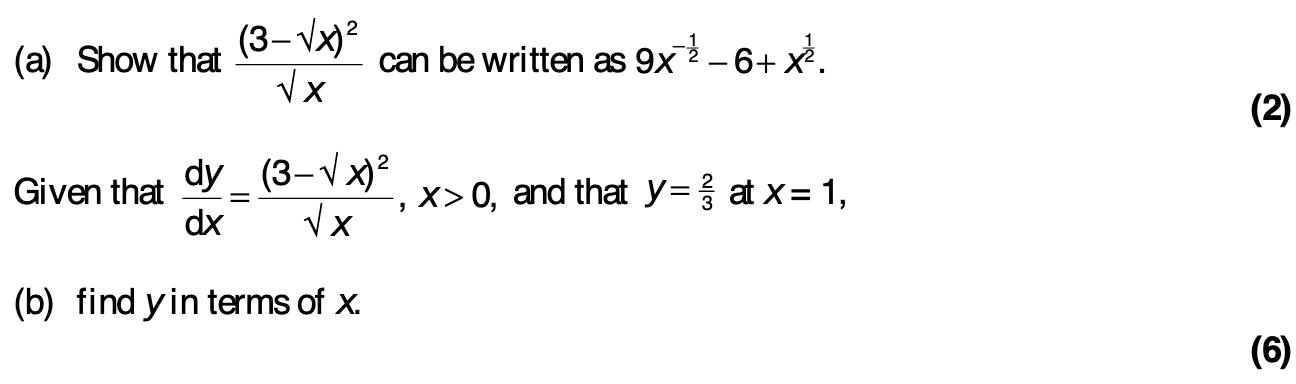 (a) Show that (3−√x)²/√x can be written as 9x^(−1/2) − 6 + x^(1/2).
(2)
Given that dy/dx = (3−√x)²/√x, x > 0, and that y = 2/3 at x = 1,
(b) find y in terms of x.
(6)